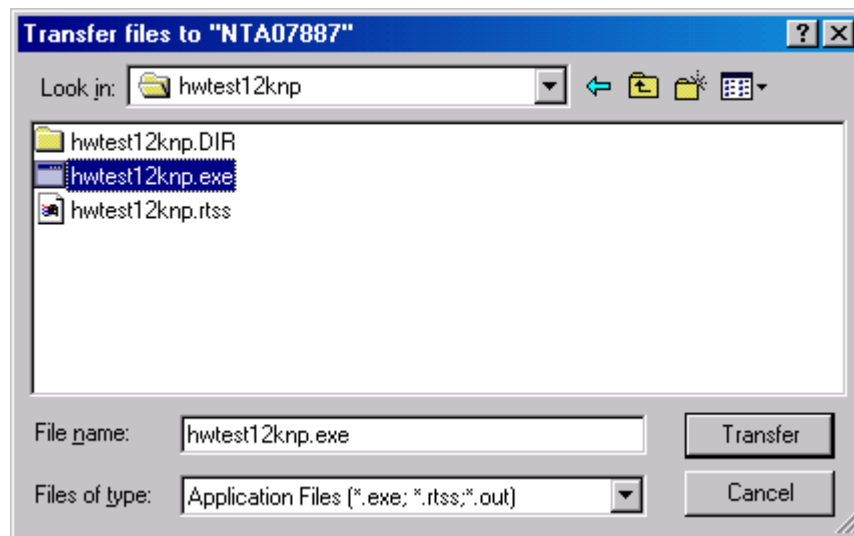 Transfer files to "NTA07887"
Look in: hwtest12knp
hwtest12knp.DIR
hwtest12knp.exe
hwtest12knp.rtss
File name: hwtest12knp.exe Transfer
Files of type: Application Files (*.exe; *.rtss;*.out) Cancel